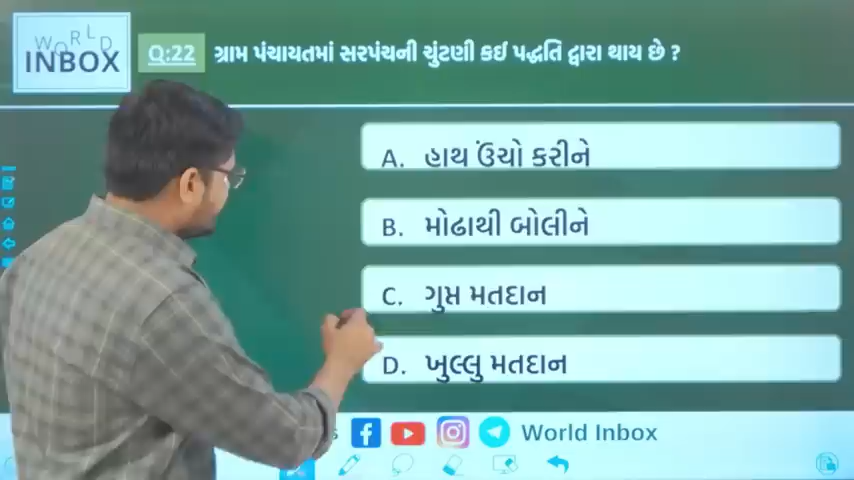 WORLD
INBOX
Q:22 ગ્રામ પંચાયતમાં સરપંચની ચુંટણી કઈ પદ્ધતિ દ્વારા થાય છે ?
A. હાથ ઉંચો કરીને
B. મોઢાથી બોલીને
C. ગુપ્ત મતદાન
D. ખુલ્લુ મતદાન
World Inbox